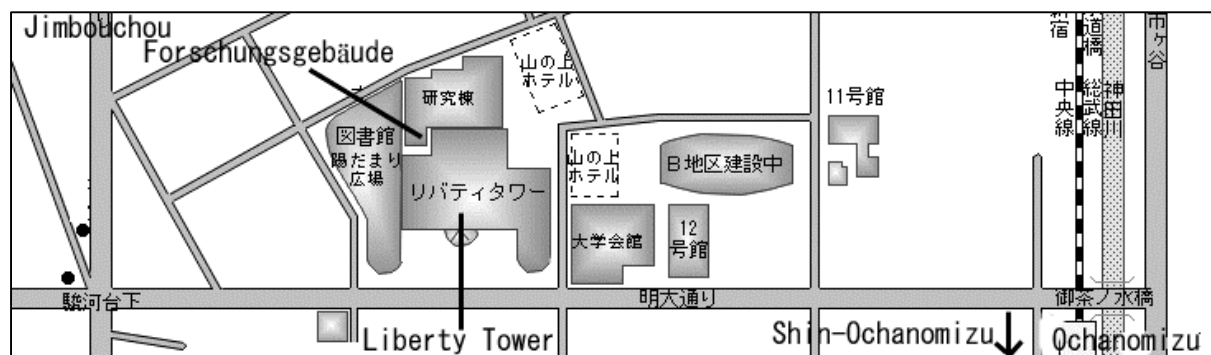 Jimbouchou
Forschungsgebäude
研究棟
山の上
ホテル
図書館
陽だまり
広場
リバティタワー
山の上
ホテル
B地区建設中
11号館
大学会館
12
号館
新宿
水道橋
中央線
総武線
神田川
市ヶ谷
駿河台下
明大通り
御茶ノ水橋
Liberty Tower
Shin-Ochanomizu
Ochanomizu